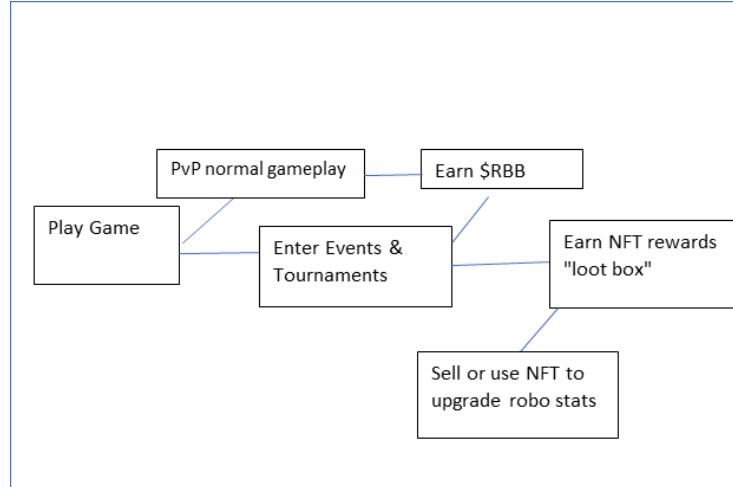 PvP normal gameplay
Earn $RBB
Play Game
Enter Events &
Tournaments
Earn NFT rewards
"loot box"
Sell or use NFT to
upgrade robo stats